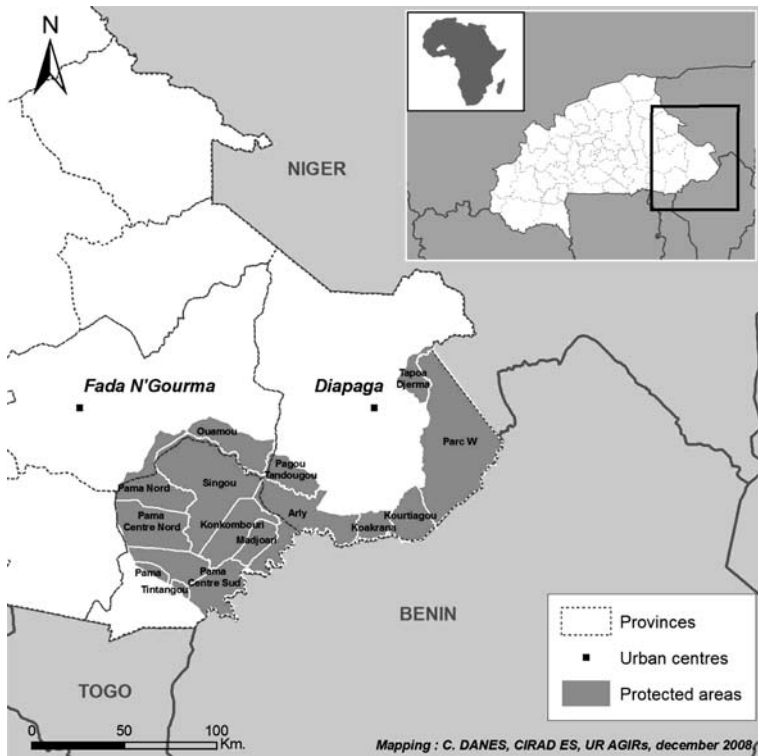 N
NIGER
Fada N'Gourma
Diapaga
Tapoa
Djerma
Ouamou
Parc W
Pagou
Tandougou
Singou
Pama Nord
Arly
Kourtiagou
Pama
Centre Nord
Konkombouri
Koakrana
Madjoari
Pama
Pama
Centre Sud
Tintangou
BENIN
TOGO
Provinces
Urban centres
Protected areas
0 50 100
Km.
Mapping : C. DANES, CIRAD ES, UR AGIRs, december 2008